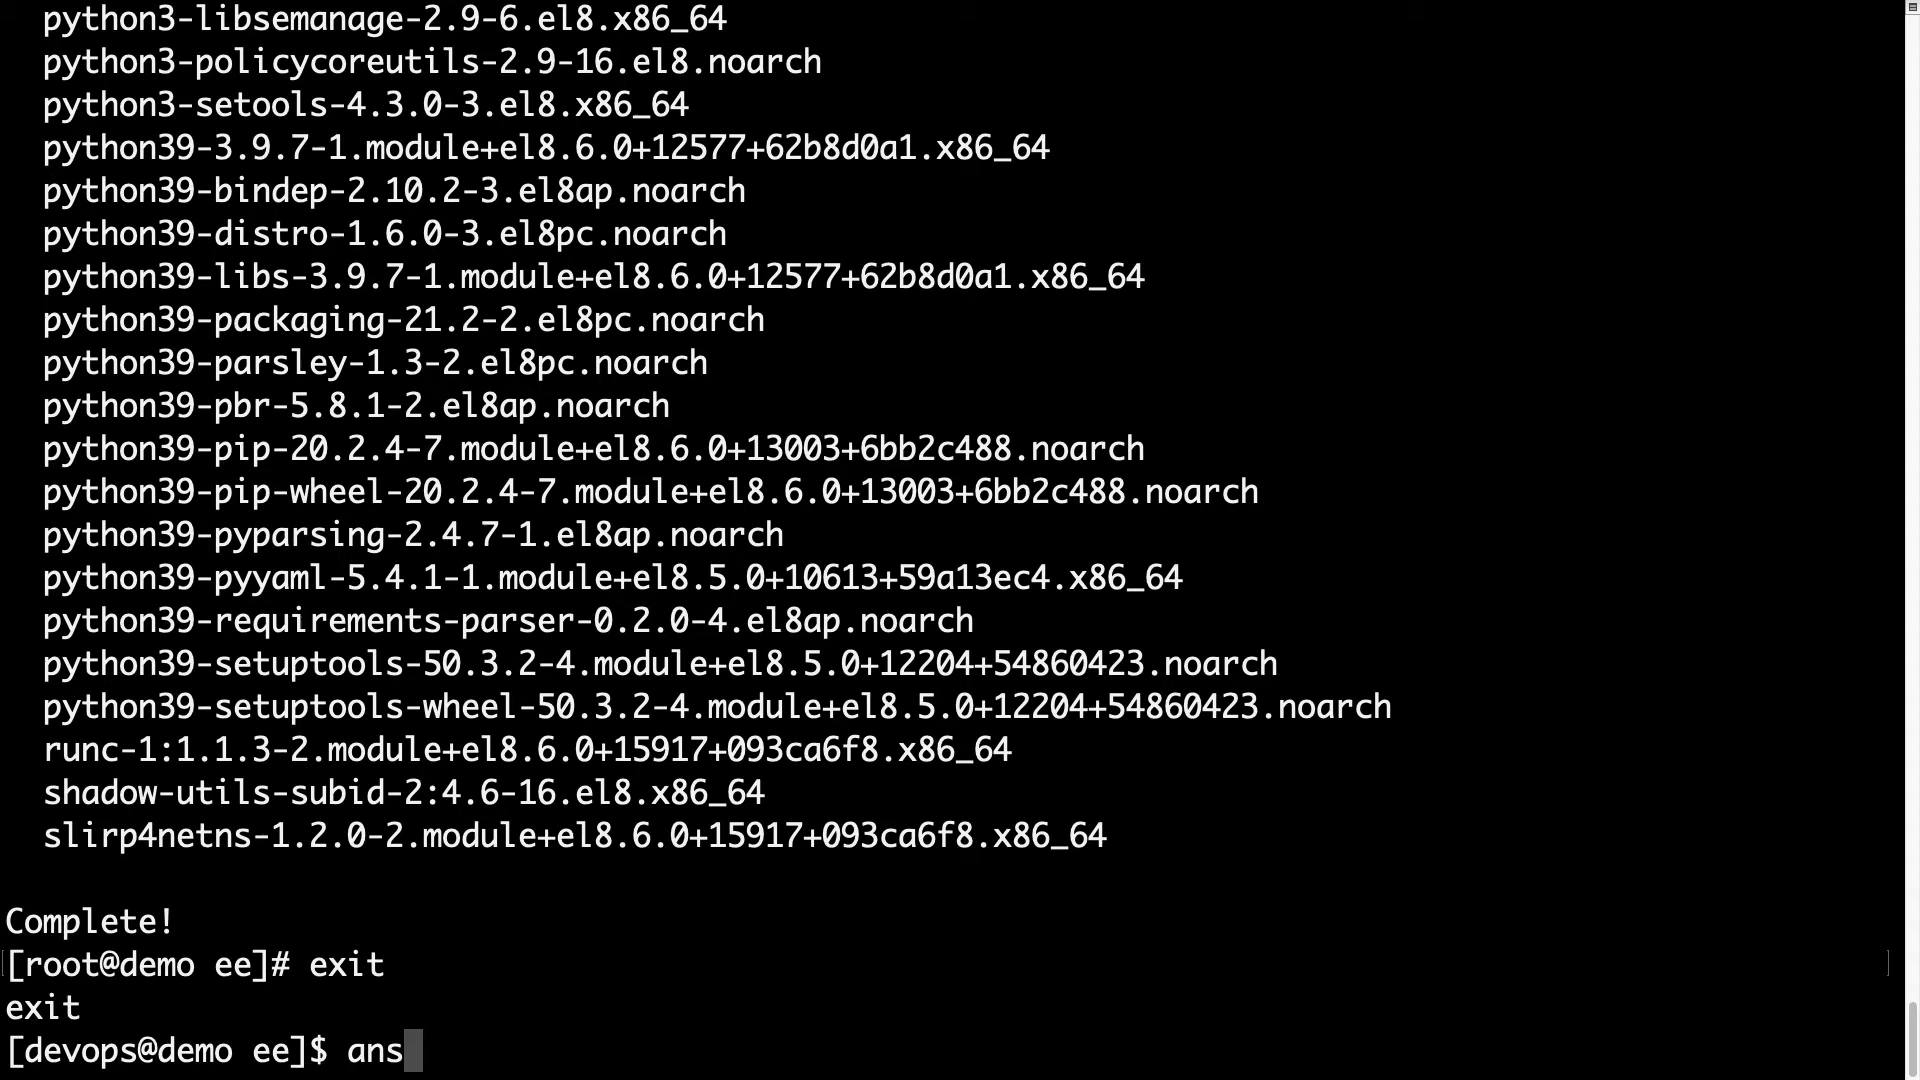 python3-libsemanage-2.9-6.el8.x86_64
python3-policycoreutils-2.9-16.el8.noarch
python3-setools-4.3.0-3.el8.x86_64
python39-3.9.7-1.module+el8.6.0+12577+62b8d0a1.x86_64
python39-bindep-2.10.2-3.el8ap.noarch
python39-distro-1.6.0-3.el8pc.noarch
python39-libs-3.9.7-1.module+el8.6.0+12577+62b8d0a1.x86_64
python39-packaging-21.2-2.el8pc.noarch
python39-parsley-1.3-2.el8pc.noarch
python39-pbr-5.8.1-2.el8ap.noarch
python39-pip-20.2.4-7.module+el8.6.0+13003+6bb2c488.noarch
python39-pip-wheel-20.2.4-7.module+el8.6.0+13003+6bb2c488.noarch
python39-pyparsing-2.4.7-1.el8ap.noarch
python39-pyyaml-5.4.1-1.module+el8.5.0+10613+59a13ec4.x86_64
python39-requirements-parser-0.2.0-4.el8ap.noarch
python39-setuptools-50.3.2-4.module+el8.5.0+12204+54860423.noarch
python39-setuptools-wheel-50.3.2-4.module+el8.5.0+12204+54860423.noarch
runc-1:1.1.3-2.module+el8.6.0+15917+093ca6f8.x86_64
shadow-utils-subid-2:4.6-16.el8.x86_64
slirp4netns-1.2.0-2.module+el8.6.0+15917+093ca6f8.x86_64
Complete!
[root@demo ee]# exit
exit
[devops@demo ee]$ ans